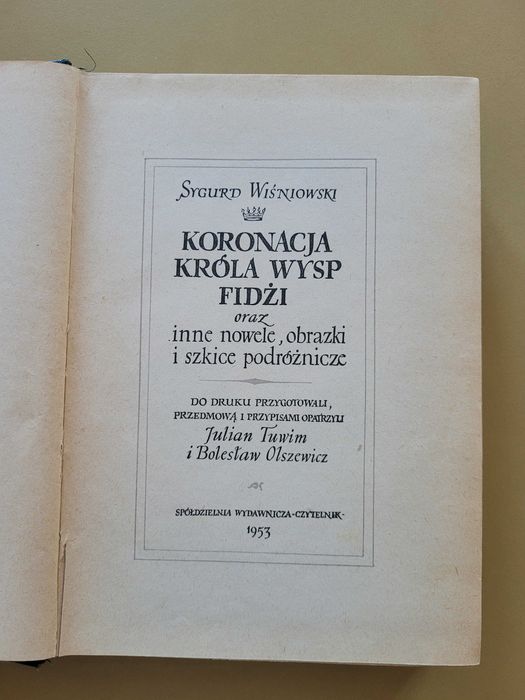 SYGURD WIŚNIOWSKI
KORONACJA
KRÓLA WYSP
FIDŻI
oraz
inne nowele, obrazki
i szkice podróżnicze
DO DRUKU PRZYGOTOWALI,
PRZEDMOWĄ I PRZYPISAMI OPATRZYLI
Julian Tuwim
i Bolesław Olszewicz
SPÓŁDZIELNIA WYDAWNICZA·CZYTELNIK·
1953